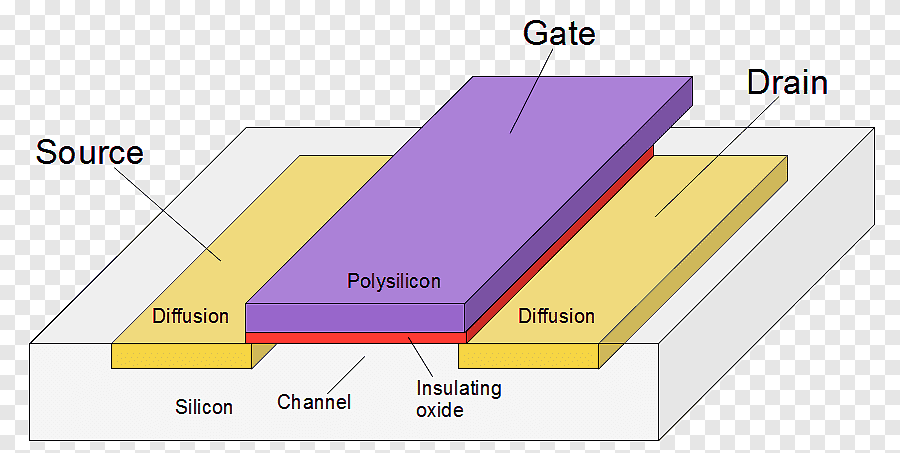 Gate
Drain
Source
Polysilicon
Diffusion
Diffusion
Insulating
oxide
Channel
Silicon